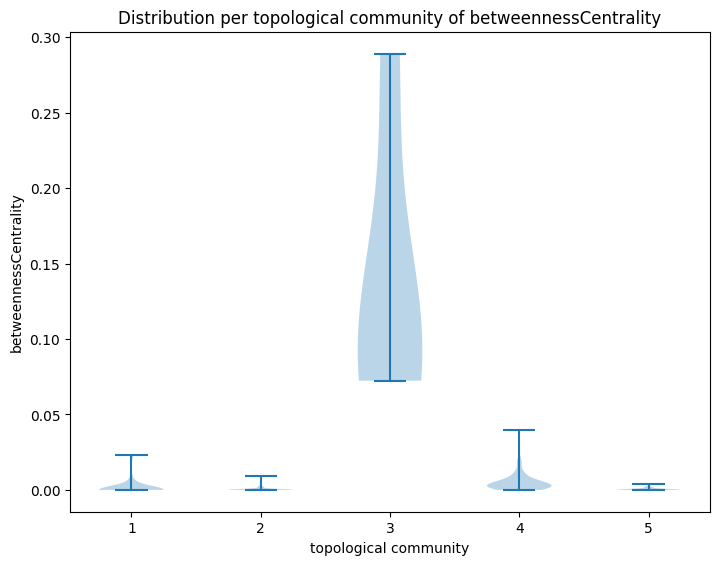 Distribution per topological community of betweennessCentrality
0.30
0.25
0.20
0.15
0.10
0.05
0.00
betweennessCentrality
1 2 3 4 5
topological community